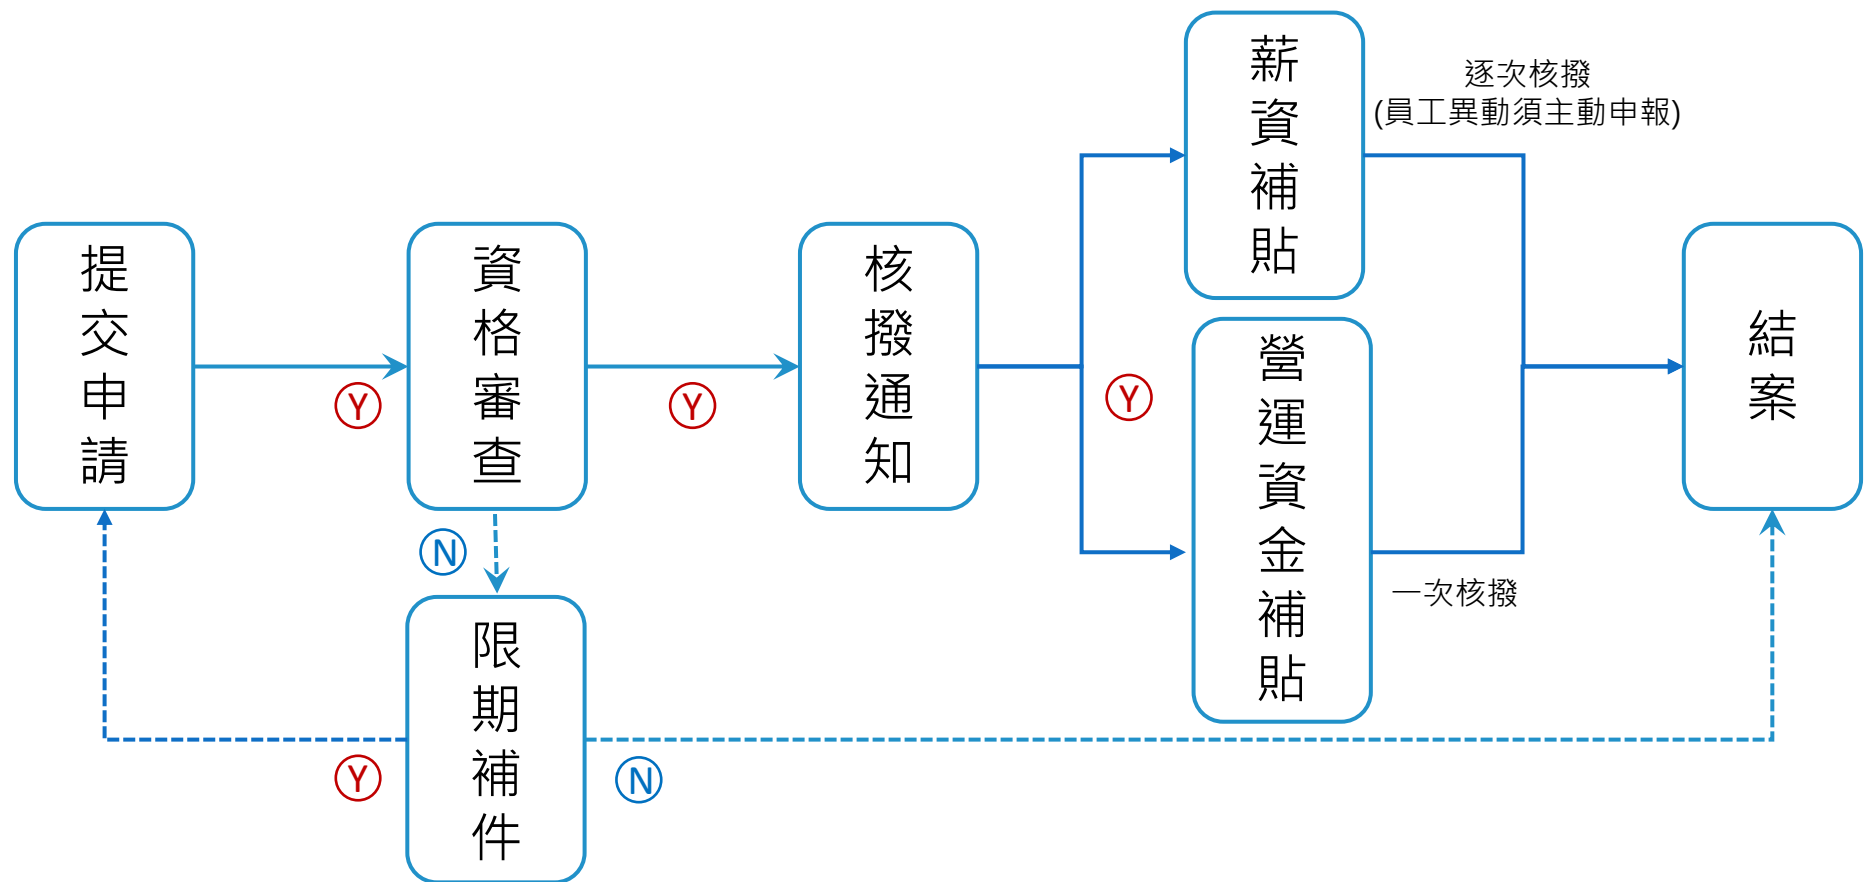 提交申請
Y
資格審查
Y
核撥通知
Y
薪資補貼
逐次核撥
(員工異動須主動申報)
營運資金補貼
一次核撥
結案
N
限期補件
Y
N